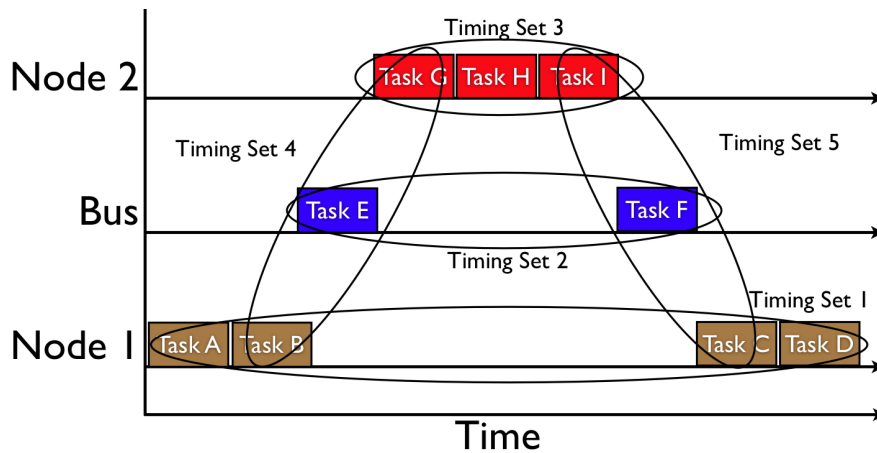 Timing Set 3
Node 2
Task G Task H Task I
Timing Set 4
Timing Set 5
Bus
Task E
Task F
Timing Set 2
Timing Set 1
Node 1
Task A Task B
Task C Task D
Time